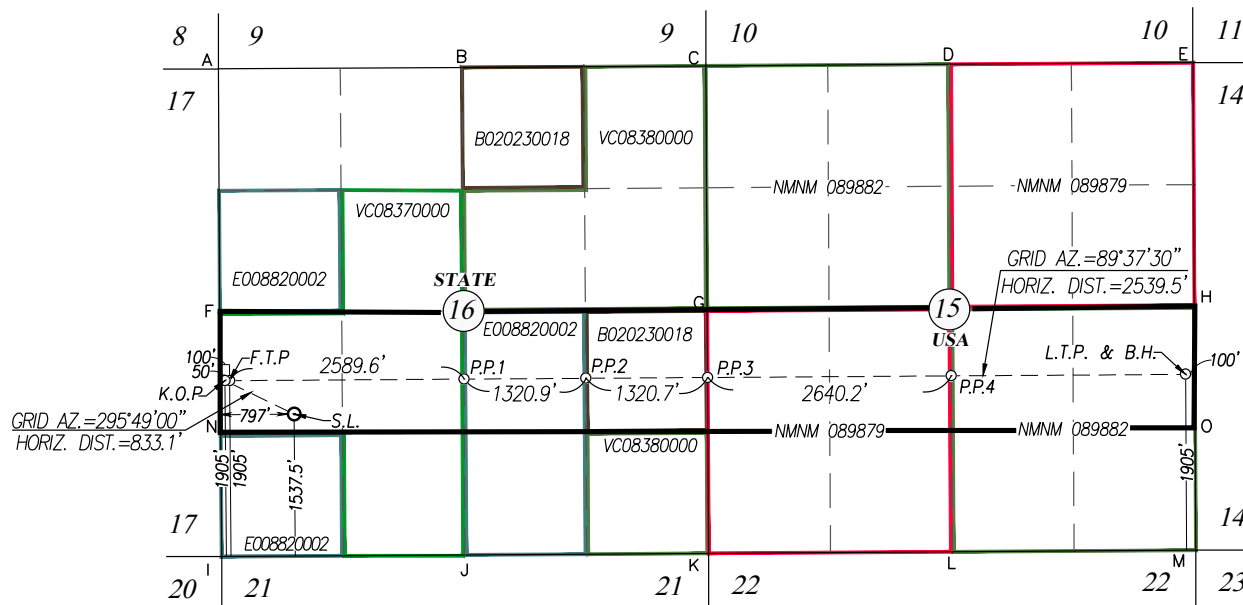 8 9 9 10 10 11
A B C D E
17 14
B020230018 VC08380000
NMNM 089882 NMNM 089879
VC08370000
E008820002
GRID AZ.=89°37'30"
HORIZ. DIST.=2539.5'
STATE
16
F G H
15
USA
E008820002 B020230018
100'
50'
F.T.P
2589.6'
P.P.1
1320.9'
P.P.2
1320.7'
P.P.3
2640.2'
P.P.4
L.T.P. & B.H.
100'
K.O.P
797'
S.L.
GRID AZ.=295°49'00"
HORIZ. DIST.=833.1'
N O
NMNM 089879 NMNM 089882
VC08380000
1905'
1905'
1537.5'
1905'
17 14
E008820002
I J K L M
20 21 21 22 22 23